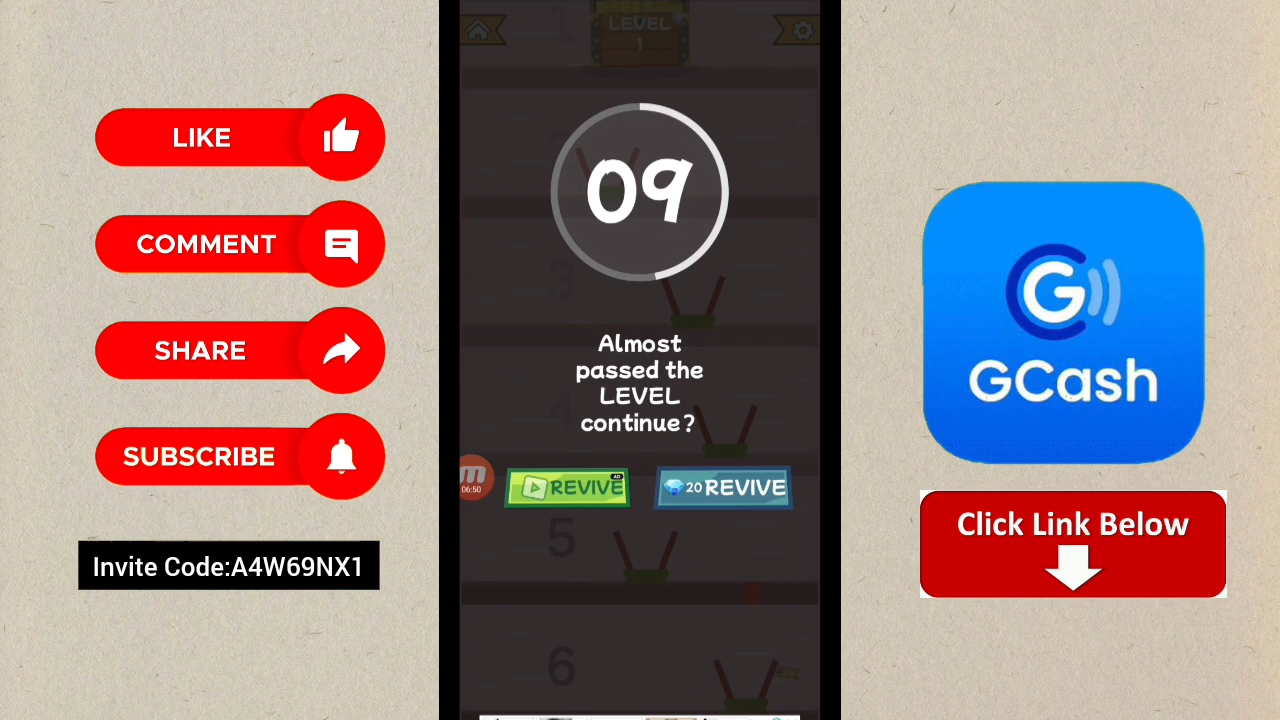 LIKE
COMMENT
SHARE
SUBSCRIBE
Invite Code:A4W69NX1
LEVEL
1
09
3
Almost
passed the
LEVEL
continue?
4
06:50
AD
REVIVE
20 REVIVE
5
6
GCash
Click Link Below